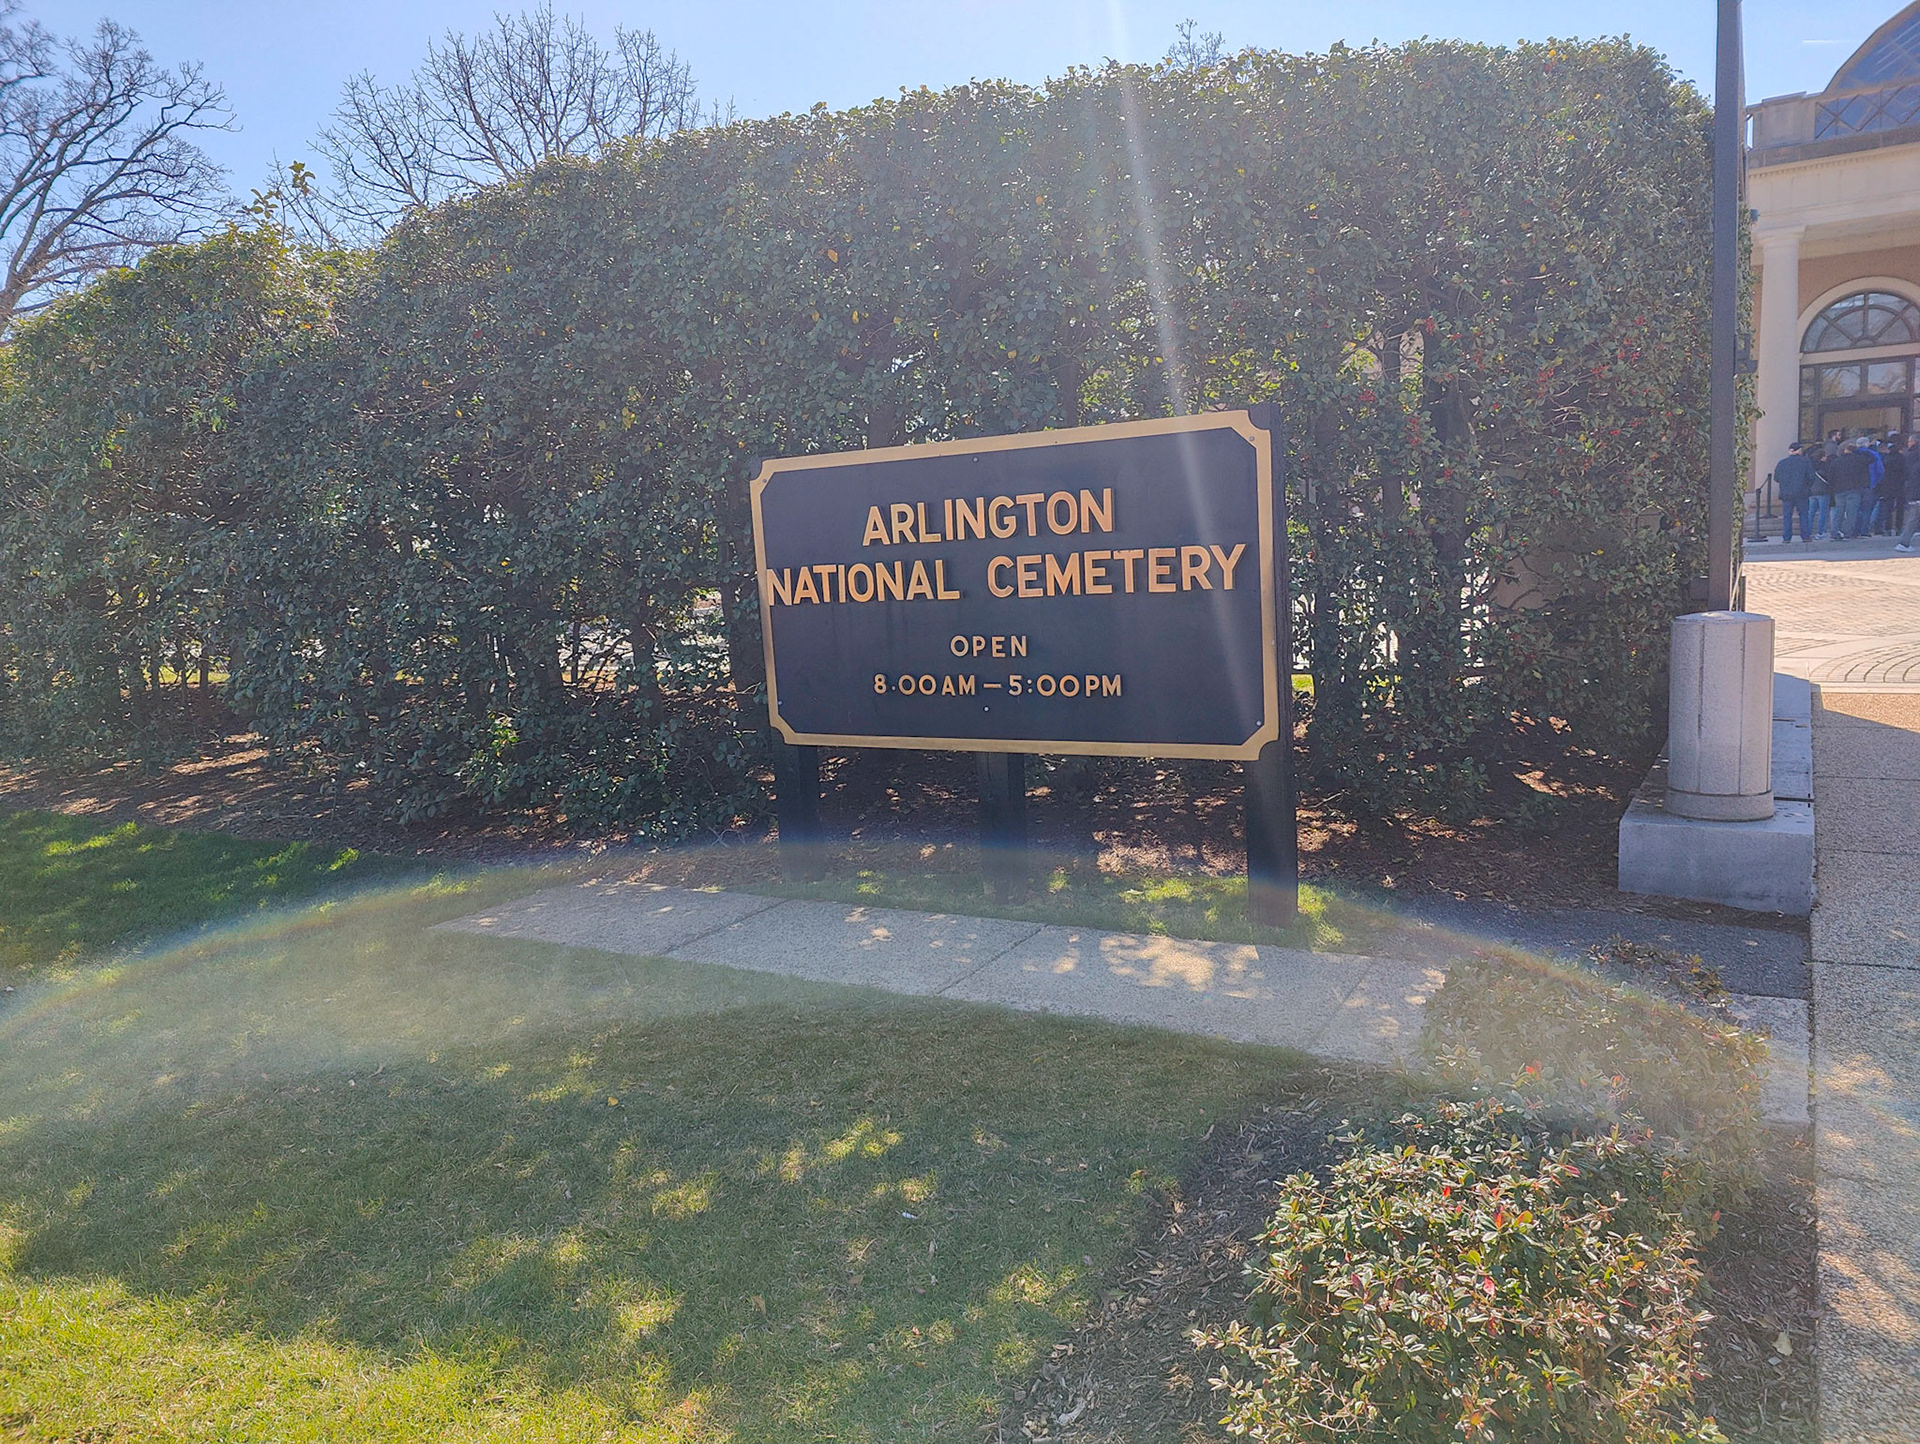 ARLINGTON
NATIONAL CEMETERY
OPEN
8:00AM — 5:00PM